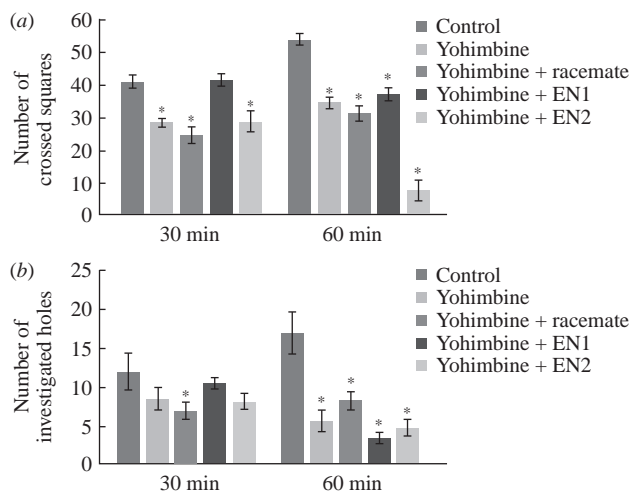 (a)
60
50
40
30
20
10
0
Number of
crossed squares
* * * * * * *
30 min 60 min
Control
Yohimbine
Yohimbine + racemate
Yohimbine + EN1
Yohimbine + EN2
(b)
25
20
15
10
5
0
Number of
investigated holes
* * * * *
30 min 60 min
Control
Yohimbine
Yohimbine + racemate
Yohimbine + EN1
Yohimbine + EN2